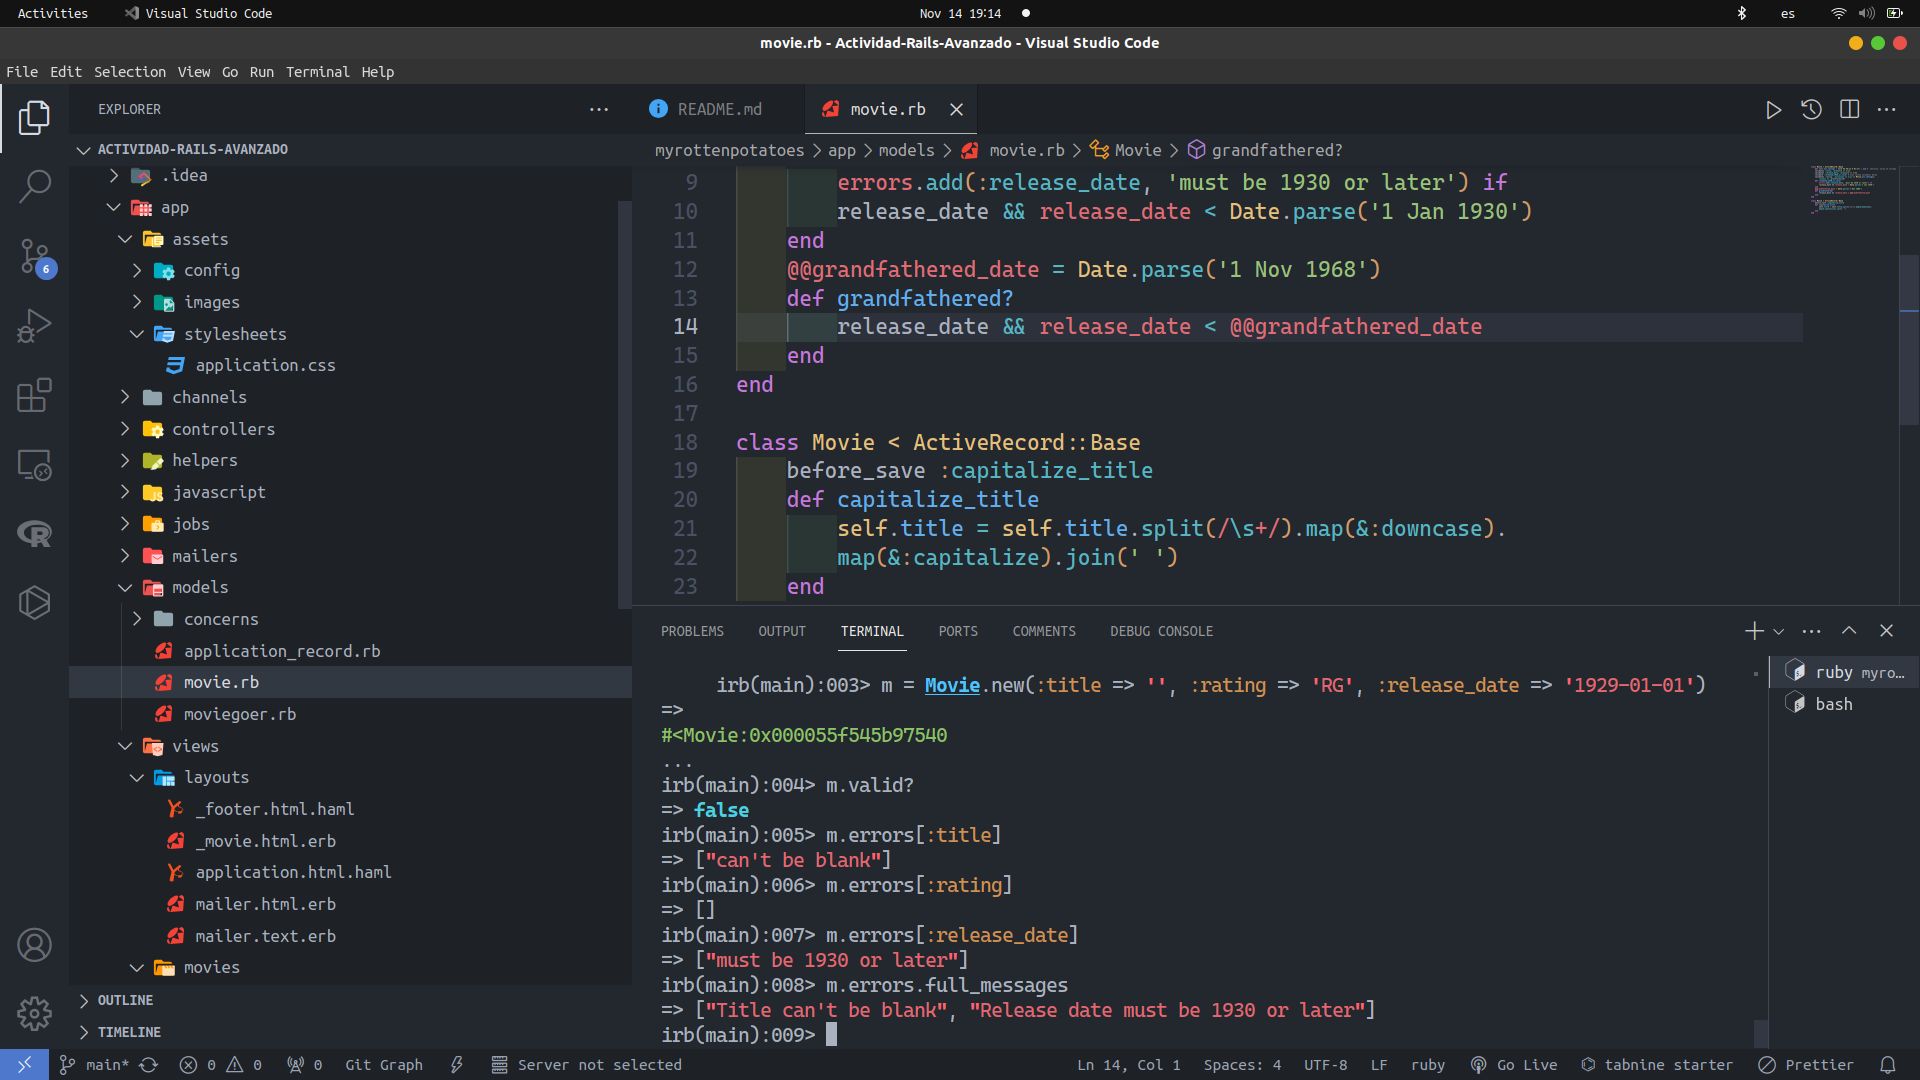 Activities
Visual Studio Code
Nov 14 19:14
es
movie.rb - Actividad-Rails-Avanzado - Visual Studio Code
File Edit Selection View Go Run Terminal Help
EXPLORER
ACTIVIDAD-RAILS-AVANZADO
.idea
app
assets
config
images
stylesheets
application.css
channels
controllers
helpers
javascript
jobs
mailers
models
concerns
application_record.rb
movie.rb
moviegoer.rb
views
layouts
_footer.html.haml
_movie.html.erb
application.html.haml
mailer.html.erb
mailer.text.erb
movies
OUTLINE
TIMELINE
6
README.md
movie.rb
myrottenpotatoes > app > models > movie.rb > Movie > grandfathered?
9 errors.add(:release_date, 'must be 1930 or later') if
10 release_date && release_date < Date.parse('1 Jan 1930')
11 end
12 @@grandfathered_date = Date.parse('1 Nov 1968')
13 def grandfathered?
14 release_date && release_date < @@grandfathered_date
15 end
16 end
17
18 class Movie < ActiveRecord::Base
19 before_save :capitalize_title
20 def capitalize_title
21 self.title = self.title.split(/\s+/).map(&:downcase).
22 map(&:capitalize).join(' ')
23 end
PROBLEMS OUTPUT TERMINAL PORTS COMMENTS DEBUG CONSOLE
irb(main):003> m = Movie.new(:title => '', :rating => 'RG', :release_date => '1929-01-01')
=>
#<Movie:0x000055f545b97540
...
irb(main):004> m.valid?
=> false
irb(main):005> m.errors[:title]
=> ["can't be blank"]
irb(main):006> m.errors[:rating]
=> []
irb(main):007> m.errors[:release_date]
=> ["must be 1930 or later"]
irb(main):008> m.errors.full_messages
=> ["Title can't be blank", "Release date must be 1930 or later"]
irb(main):009>
ruby myro...
bash
main* 0 0 0 Git Graph Server not selected
Ln 14, Col 1 Spaces: 4 UTF-8 LF ruby Go Live tabnine starter Prettier